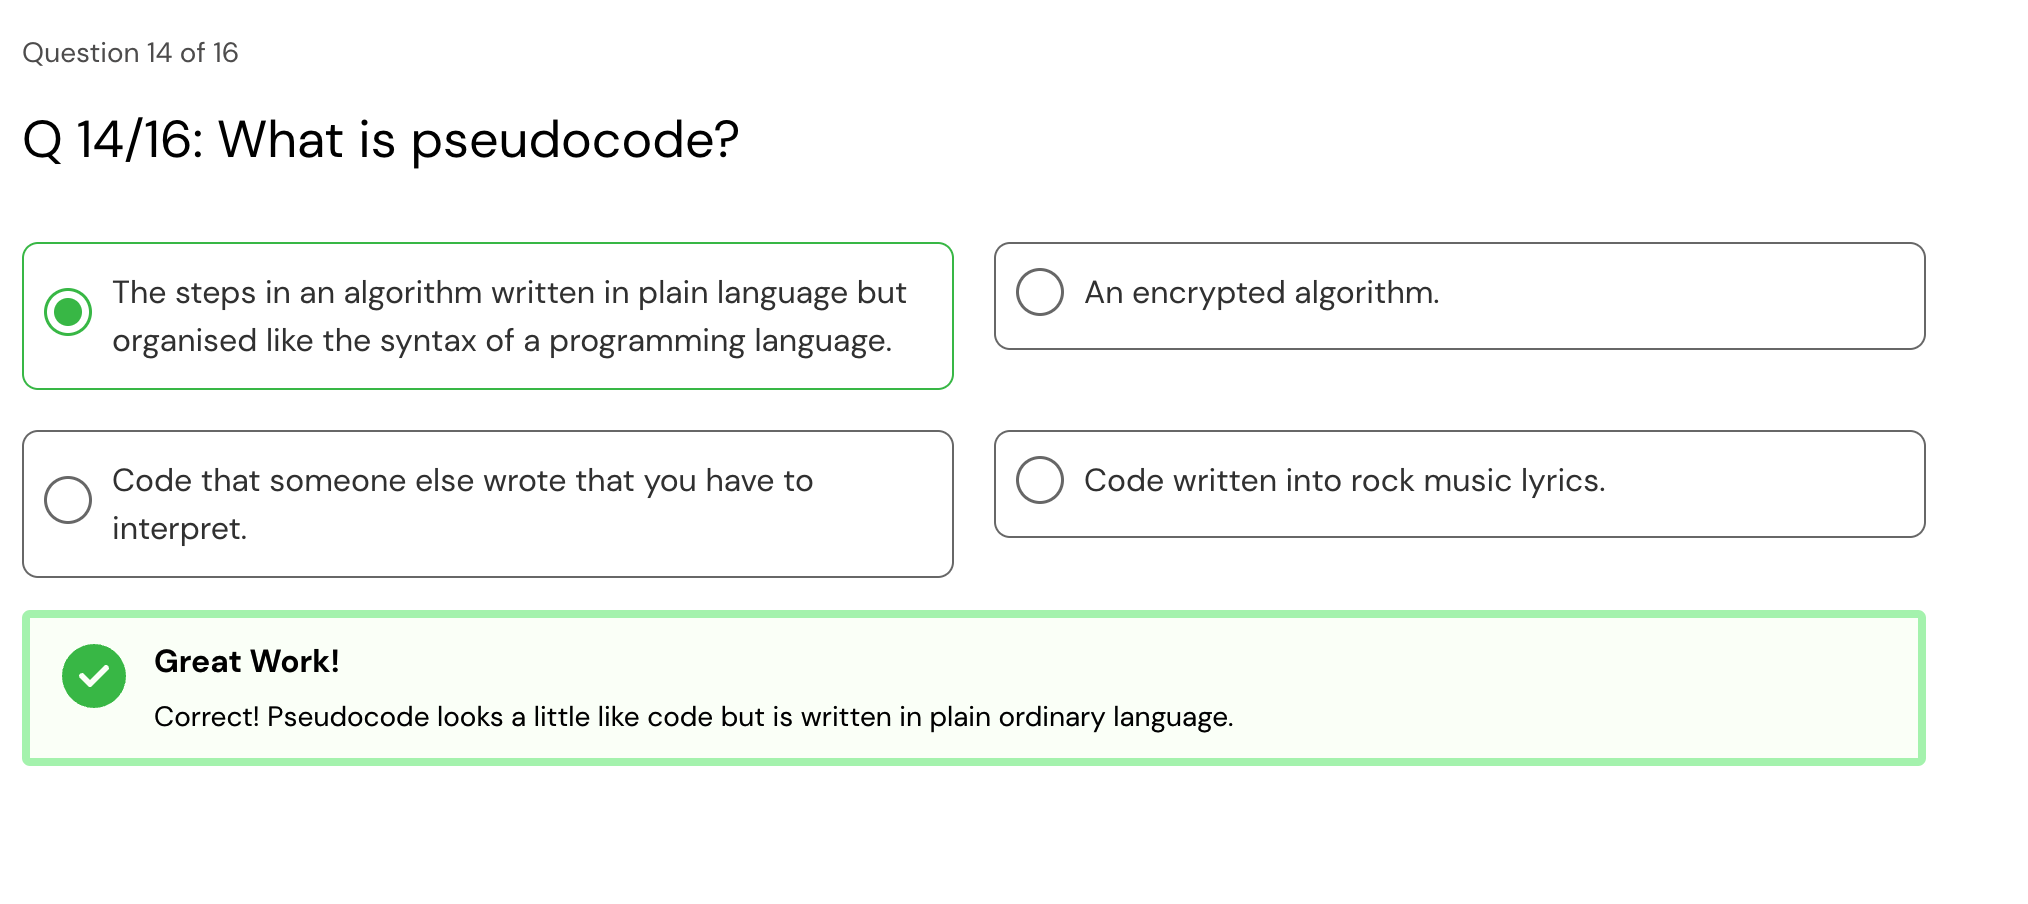 Question 14 of 16
Q 14/16: What is pseudocode?
The steps in an algorithm written in plain language but
organised like the syntax of a programming language.
An encrypted algorithm.
Code that someone else wrote that you have to
interpret.
Code written into rock music lyrics.
Great Work!
Correct! Pseudocode looks a little like code but is written in plain ordinary language.